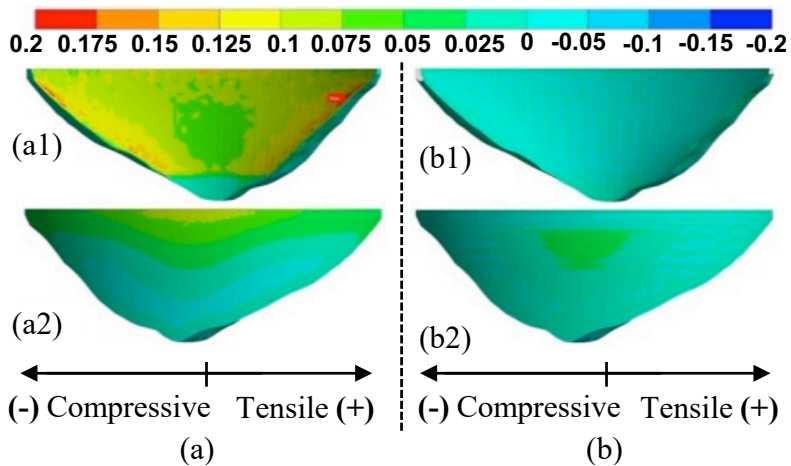 0.2 0.175 0.15 0.125 0.1 0.075 0.05 0.025 0 -0.05 -0.1 -0.15 -0.2
(a1) (b1)
(a2) (b2)
(-) Compressive Tensile (+) (-) Compressive Tensile (+)
(a) (b)